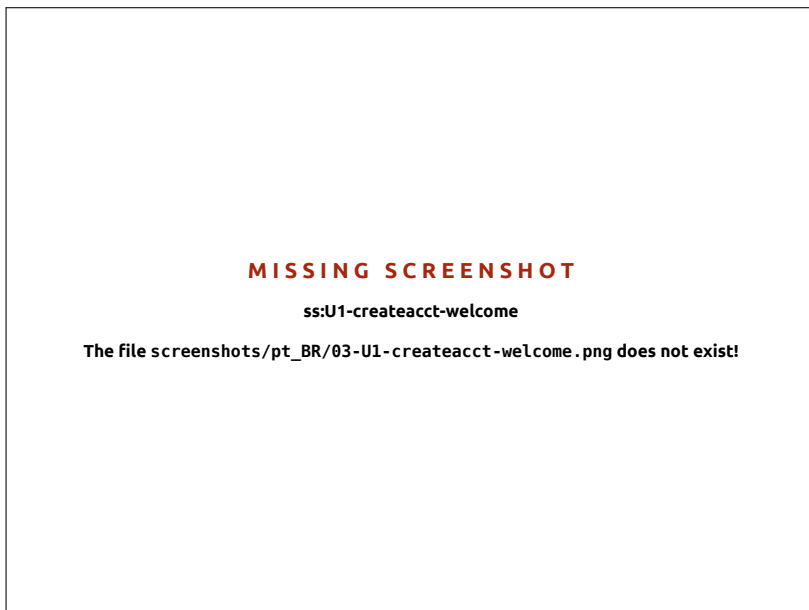 MISSING SCREENSHOT
ss:U1-createacct-welcome
The file screenshots/pt_BR/03-U1-createacct-welcome.png does not exist!